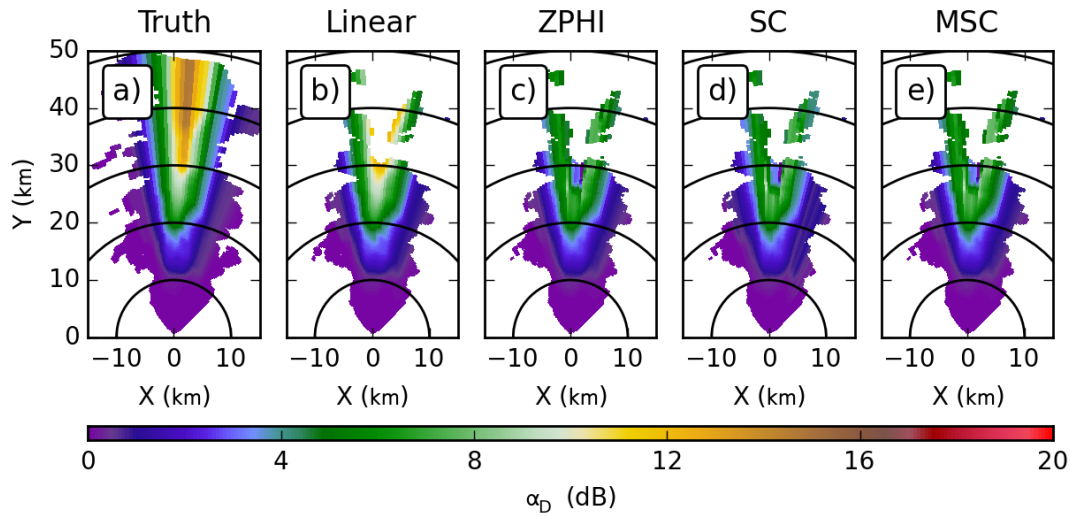 Truth Linear ZPHI SC MSC
50
40
30
20
10
0
Y (km)
a) b) c) d) e)
−10 0 10 −10 0 10 −10 0 10 −10 0 10 −10 0 10
X (km) X (km) X (km) X (km) X (km)
0 4 8 12 16 20
αD (dB)